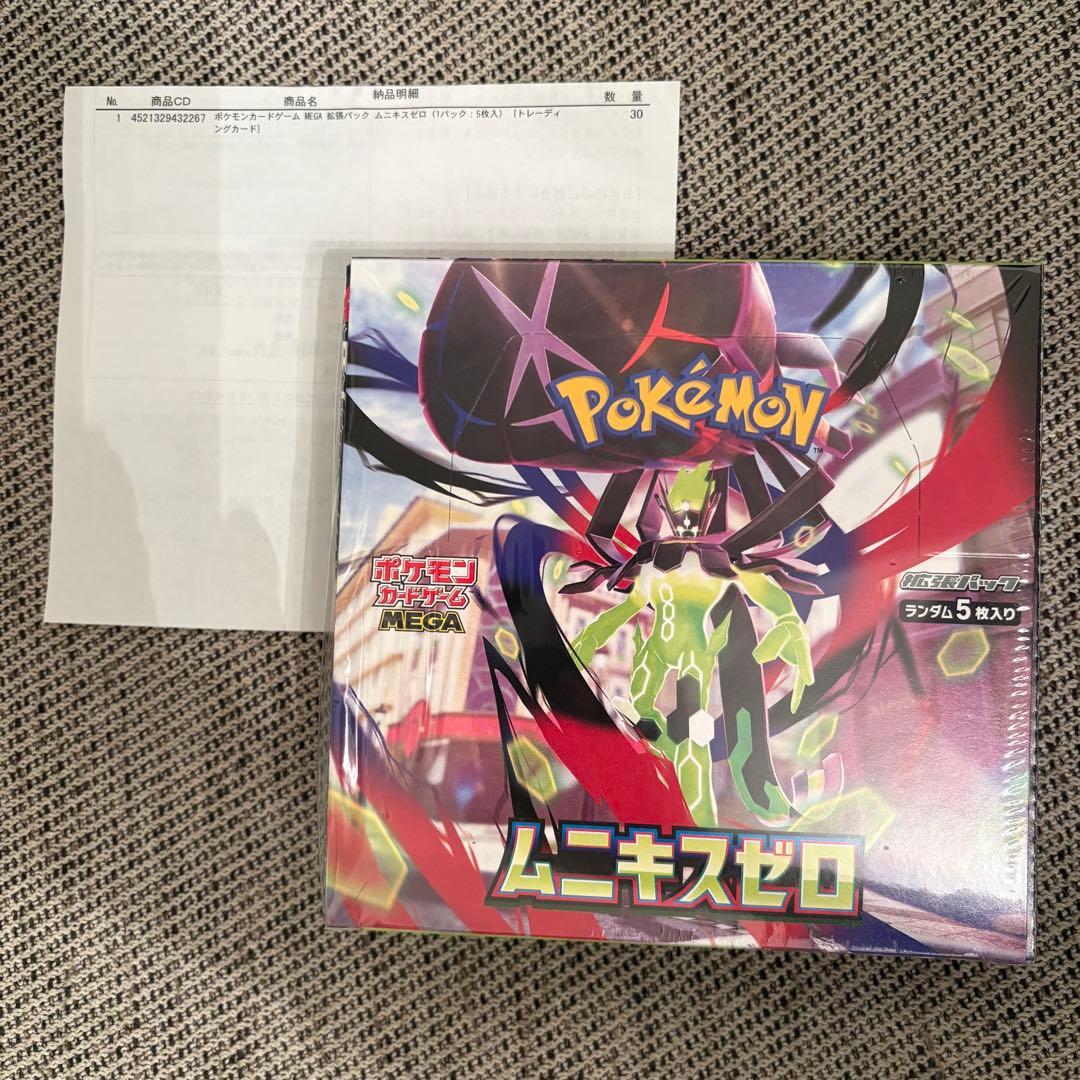 納品明細
No. 商品CD 商品名 数 量
1 4521329432267 ポケモンカードゲーム MEGA 拡張パック ムニキスゼロ (1パック:5枚入) [トレーディ
ングカード] 30
POKéMON
TM
ポケモン
カードゲーム
MEGA
拡張パック
ランダム5枚入り
ムニキスゼロ